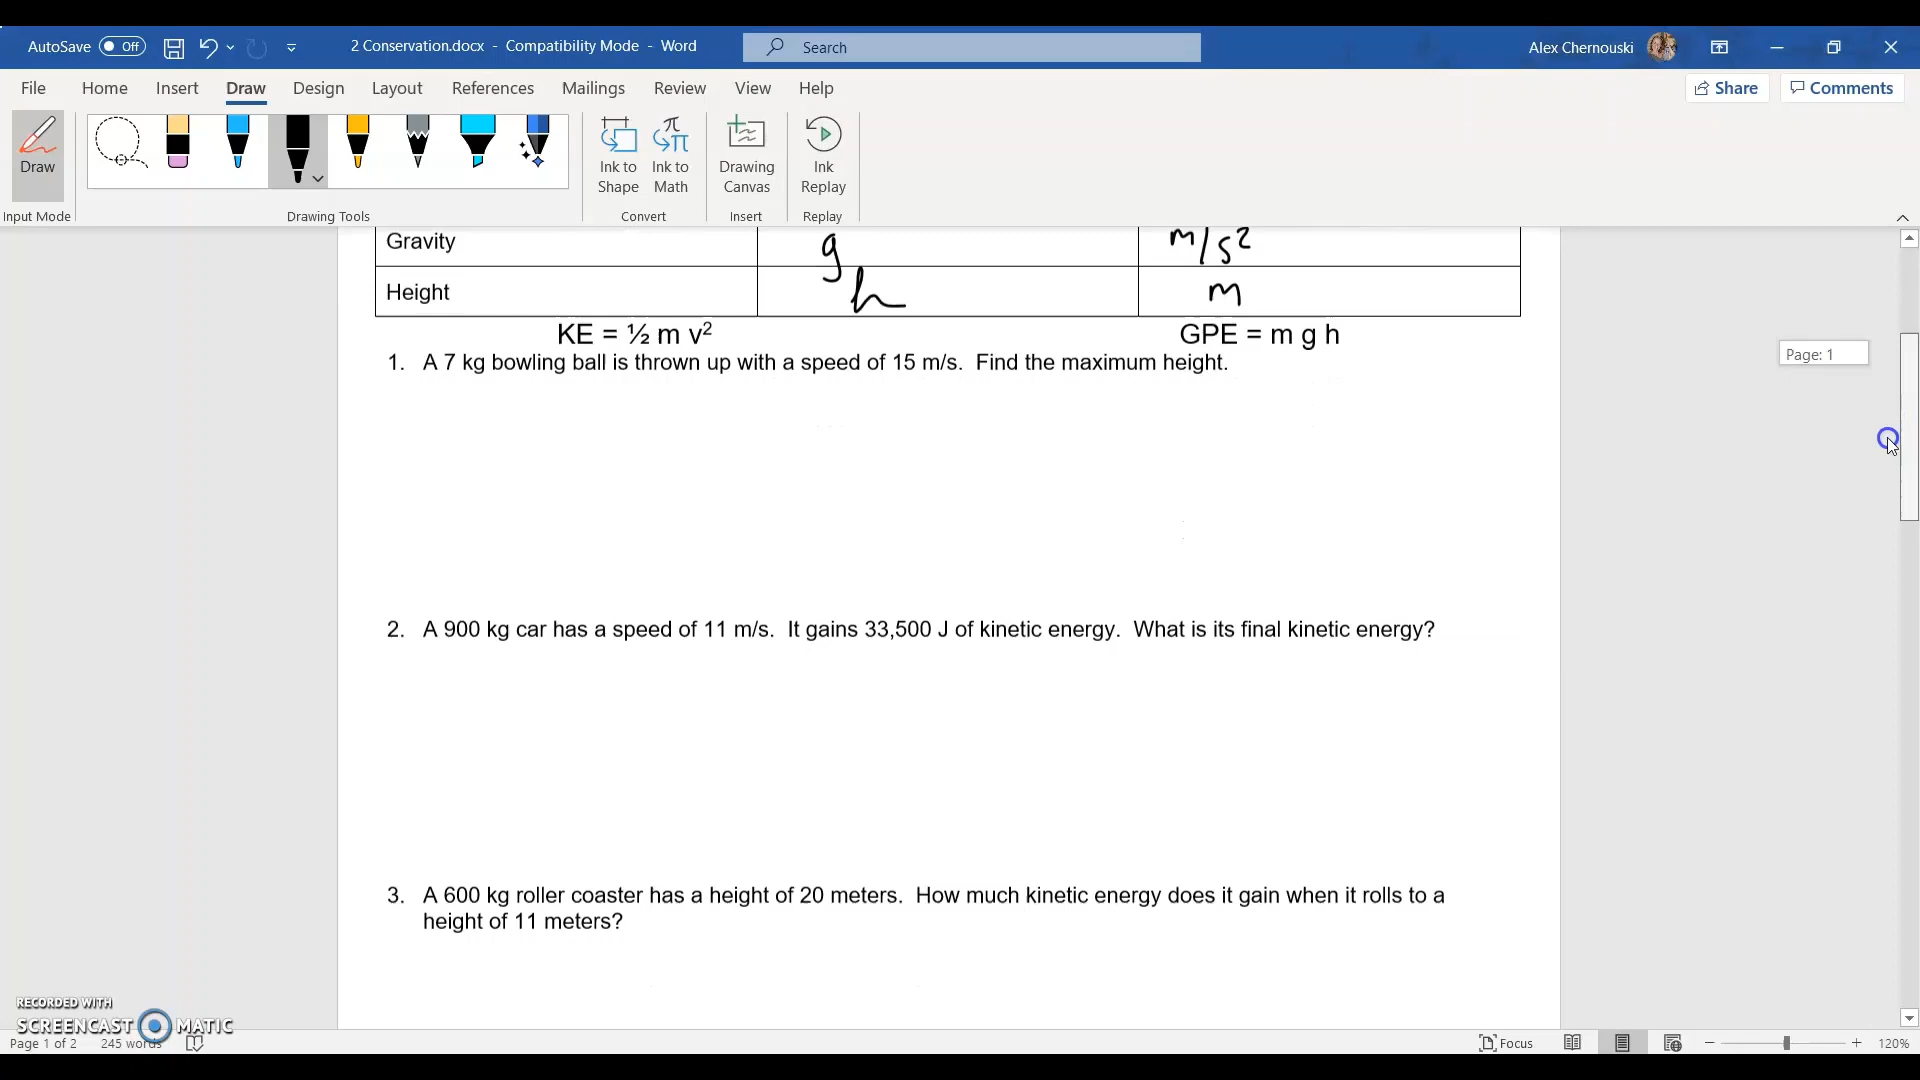 AutoSave Off 2 Conservation.docx - Compatibility Mode - Word Search Alex Chernouski
File Home Insert Draw Design Layout References Mailings Review View Help Share Comments
Draw Ink to Shape Ink to Math Drawing Canvas Ink Replay
Input Mode Drawing Tools Convert Insert Replay
Gravity g m/s²
Height h m
KE = ½ m v² GPE = m g h
Page: 1
1. A 7 kg bowling ball is thrown up with a speed of 15 m/s. Find the maximum height.
2. A 900 kg car has a speed of 11 m/s. It gains 33,500 J of kinetic energy. What is its final kinetic energy?
3. A 600 kg roller coaster has a height of 20 meters. How much kinetic energy does it gain when it rolls to a
height of 11 meters?
RECORDED WITH
SCREENCAST MATIC
Page 1 of 2 245 words Focus 120%